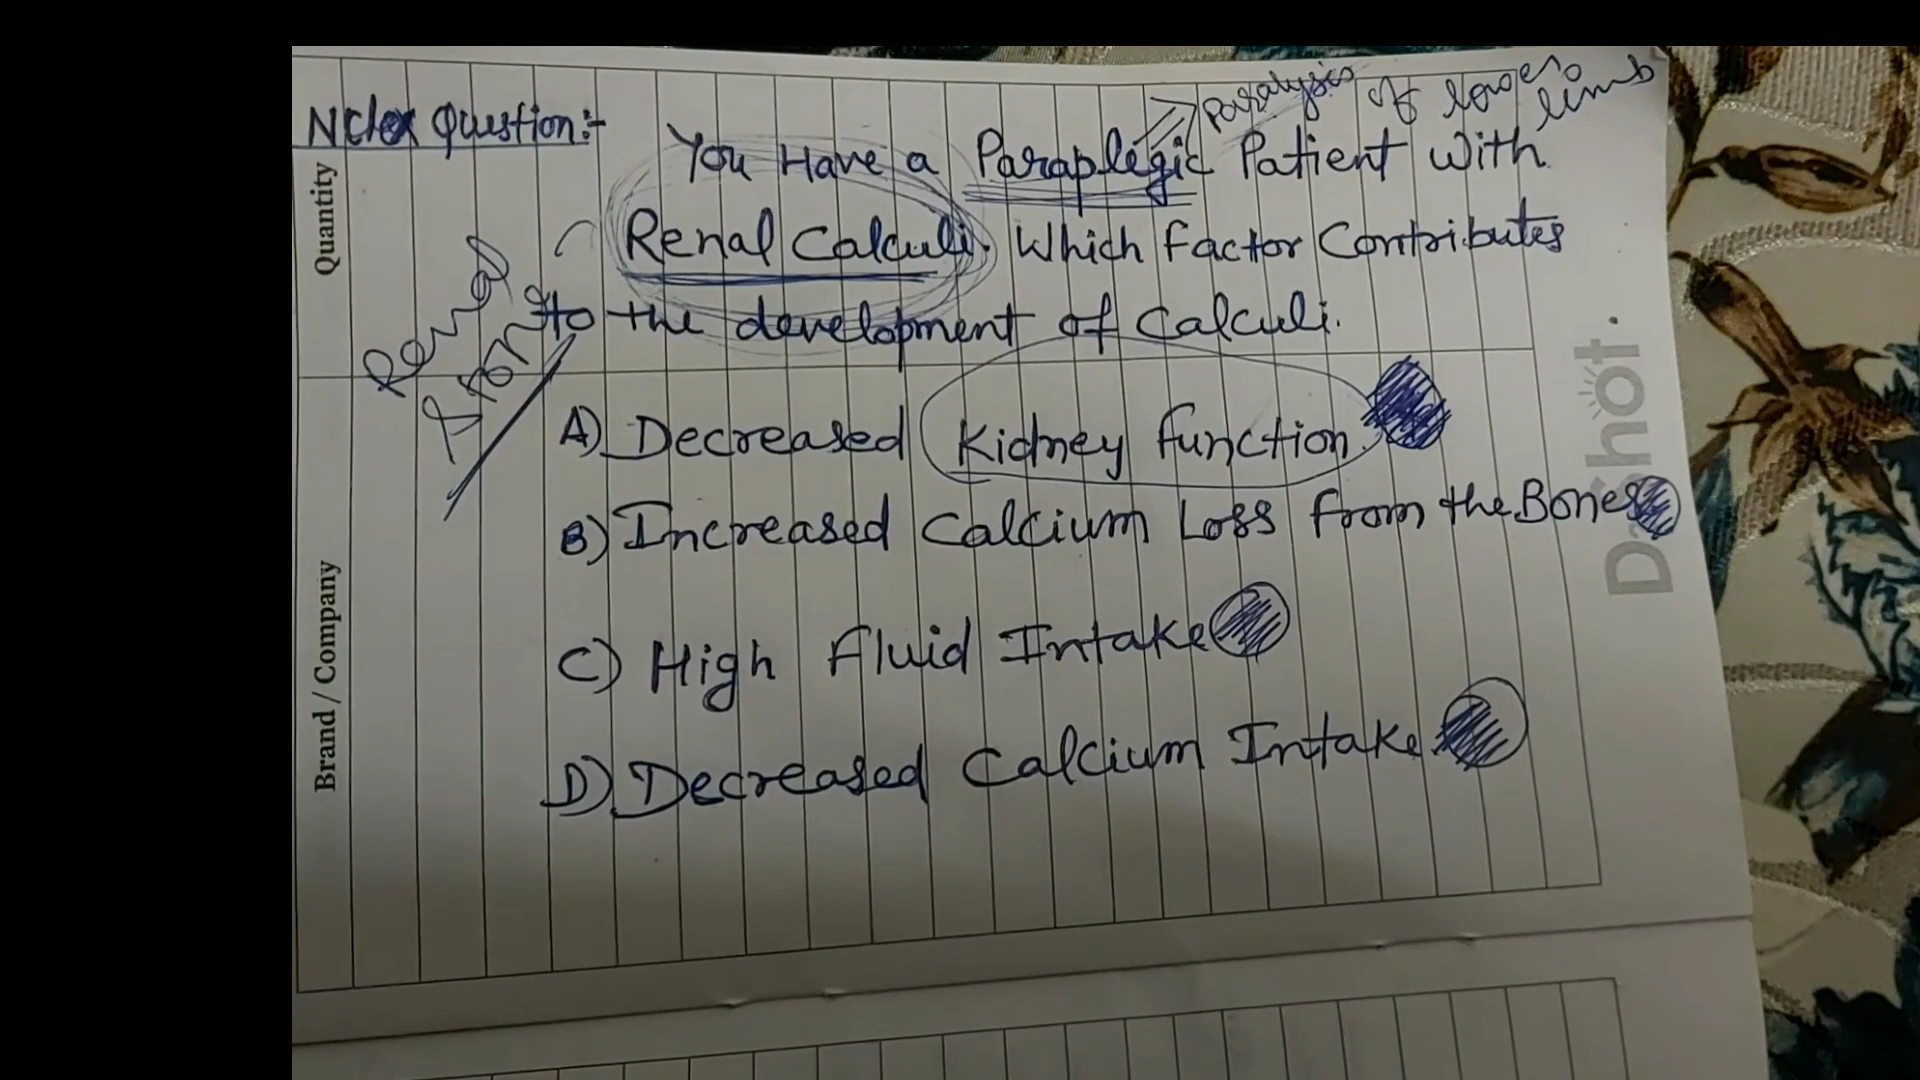 Nclex Question:-
paralysis of lower limb
You Have a Paraplegic Patient With
Renal Calculi. Which Factor Contributes
to the development of Calculi.
Renal
A) Decreased Kidney function.
B) Increased Calcium Loss from the Bones
C) High Fluid Intake
D) Decreased Calcium Intake
Quantity
Brand / Company